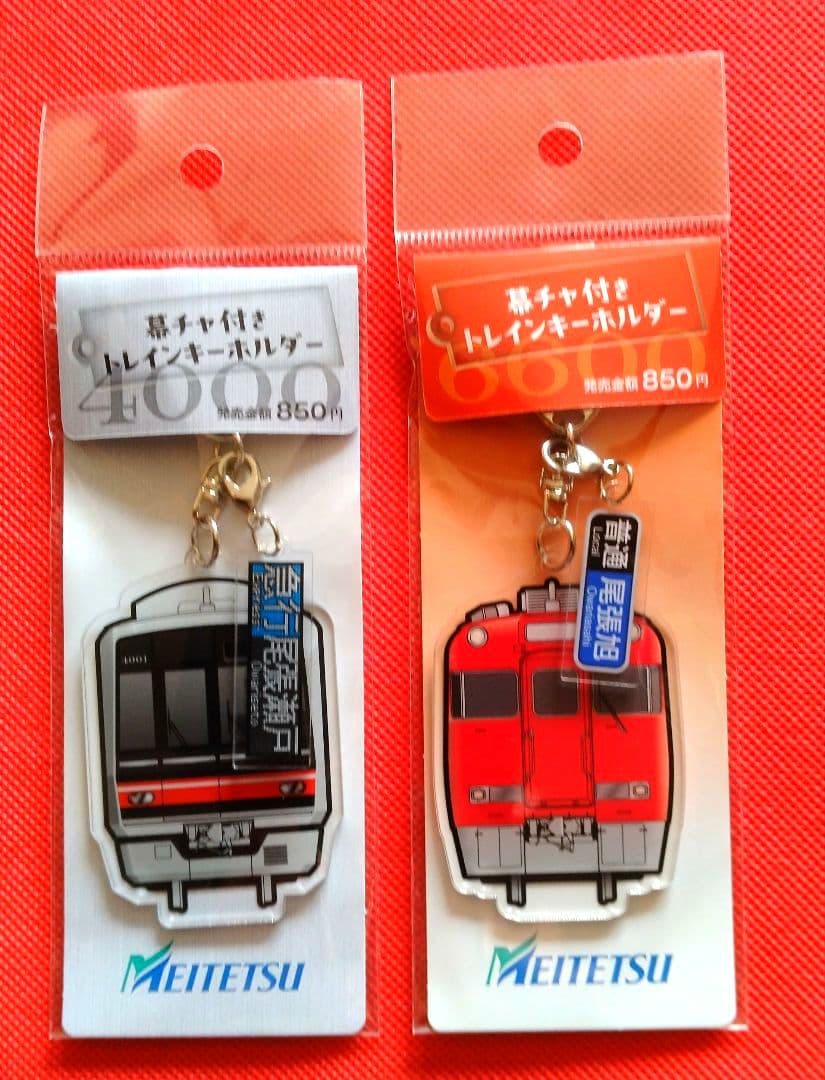 幕チャ付き
トレインキーホルダー
4000
発売金額 850円
急行 尾張瀬戸
Express Owariseto
4001
MEITETSU
幕チャ付き
トレインキーホルダー
6600
発売金額 850円
普通 尾張旭
Local Owariasahi
MEITETSU